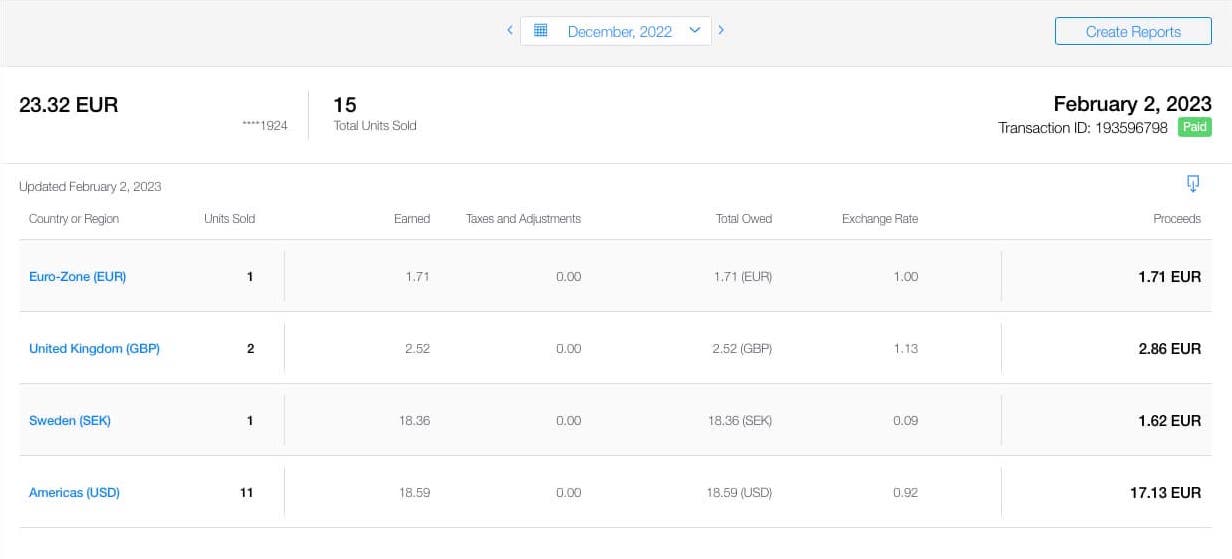 December, 2022
Create Reports
23.32 EUR
****1924
15
Total Units Sold
February 2, 2023
Transaction ID: 193596798 Paid
Updated February 2, 2023
Country or Region Units Sold Earned Taxes and Adjustments Total Owed Exchange Rate Proceeds
Euro-Zone (EUR) 1 1.71 0.00 1.71 (EUR) 1.00 1.71 EUR
United Kingdom (GBP) 2 2.52 0.00 2.52 (GBP) 1.13 2.86 EUR
Sweden (SEK) 1 18.36 0.00 18.36 (SEK) 0.09 1.62 EUR
Americas (USD) 11 18.59 0.00 18.59 (USD) 0.92 17.13 EUR